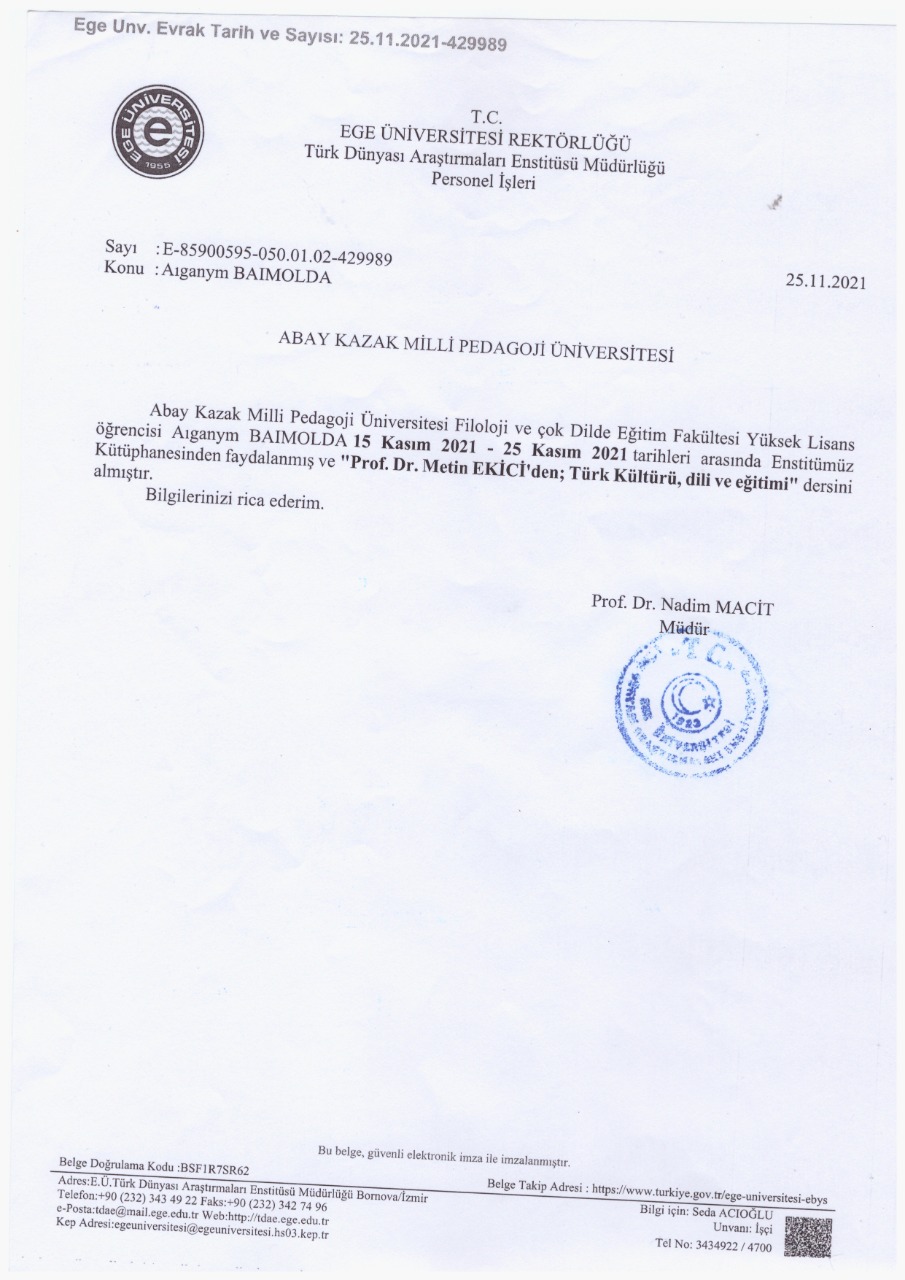 Ege Unv. Evrak Tarih ve Sayısı: 25.11.2021-429989
EGE ÜNİVERSİTESİ
e
1955
T.C.
EGE ÜNİVERSİTESİ REKTÖRLÜĞÜ
Türk Dünyası Araştırmaları Enstitüsü Müdürlüğü
Personel İşleri
Sayı :E-85900595-050.01.02-429989
Konu :Aıganym BAIMOLDA
25.11.2021
ABAY KAZAK MİLLİ PEDAGOJİ ÜNİVERSİTESİ
Abay Kazak Milli Pedagoji Üniversitesi Filoloji ve çok Dilde Eğitim Fakültesi Yüksek Lisans
öğrencisi Aıganym BAIMOLDA 15 Kasım 2021 - 25 Kasım 2021 tarihleri arasında Enstitümüz
Kütüphanesinden faydalanmış ve "Prof. Dr. Metin EKİCİ'den; Türk Kültürü, dili ve eğitimi" dersini
almıştır.
Bilgilerinizi rica ederim.
Prof. Dr. Nadim MACİT
Müdür
T.C.
1923
EGE ÜNİVERSİTESİ
Bu belge, güvenli elektronik imza ile imzalanmıştır.
Belge Doğrulama Kodu :BSF1R7SR62
Belge Takip Adresi : https://www.turkiye.gov.tr/ege-universitesi-ebys
Adres:E.Ü.Türk Dünyası Araştırmaları Enstitüsü Müdürlüğü Bornova/İzmir
Telefon:+90 (232) 343 49 22 Faks:+90 (232) 342 74 96
e-Posta:tdae@mail.ege.edu.tr Web:http://tdae.ege.edu.tr
Kep Adresi:egeuniversitesi@egeuniversitesi.hs03.kep.tr
Bilgi için: Seda ACIOĞLU
Unvanı: İşçi
Tel No: 3434922 / 4700